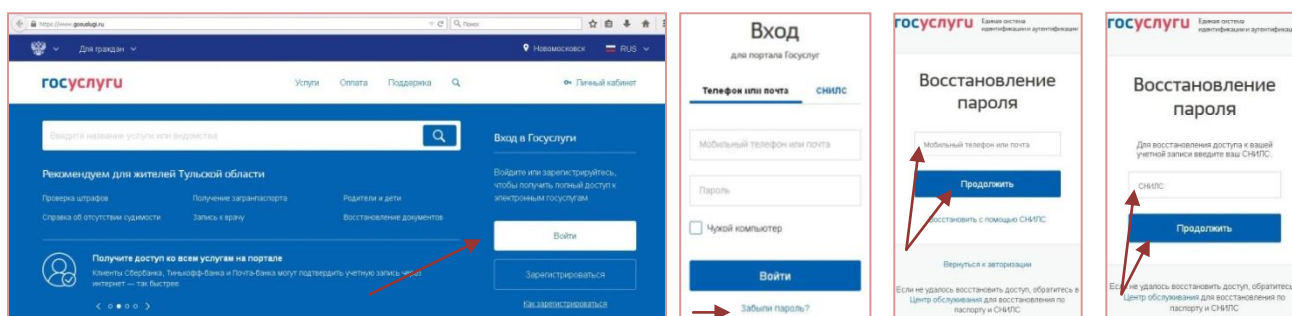 https://www.gosuslugi.ru
Поиск
Для граждан
Новомосковск
RUS
госуслуги
Услуги
Оплата
Поддержка
Личный кабинет
Введите название услуги или ведомства
Рекомендуем для жителей Тульской области
Проверка штрафов
Получение загранпаспорта
Родители и дети
Справка об отсутствии судимости
Запись к врачу
Восстановление документов
Получите доступ ко всем услугам на портале
Клиенты Сбербанка, Тинькофф-банка и Почта-банка могут подтвердить учетную запись через
интернет — так быстрее
Вход в Госуслуги
Войдите или зарегистрируйтесь,
чтобы получить полный доступ к
электронным госуслугам
Войти
Зарегистрироваться
Как зарегистрироваться
Вход
для портала Госуслуг
Телефон или почта
СНИЛС
Мобильный телефон или почта
Пароль
Чужой компьютер
Войти
Забыли пароль?
госуслуги
Единая система
идентификации и аутентификации
Восстановление
пароля
Мобильный телефон или почта
Продолжить
Восстановить с помощью СНИЛС
Вернуться к авторизации
Если не удалось восстановить доступ, обратитесь в
Центр обслуживания для восстановления по
паспорту и СНИЛС
госуслуги
Единая система
идентификации и аутентификац
Восстановление
пароля
Для восстановления доступа к вашей
учетной записи введите ваш СНИЛС.
СНИЛС
Продолжить
Если не удалось восстановить доступ, обратитесь
Центр обслуживания для восстановления по
паспорту и СНИЛС